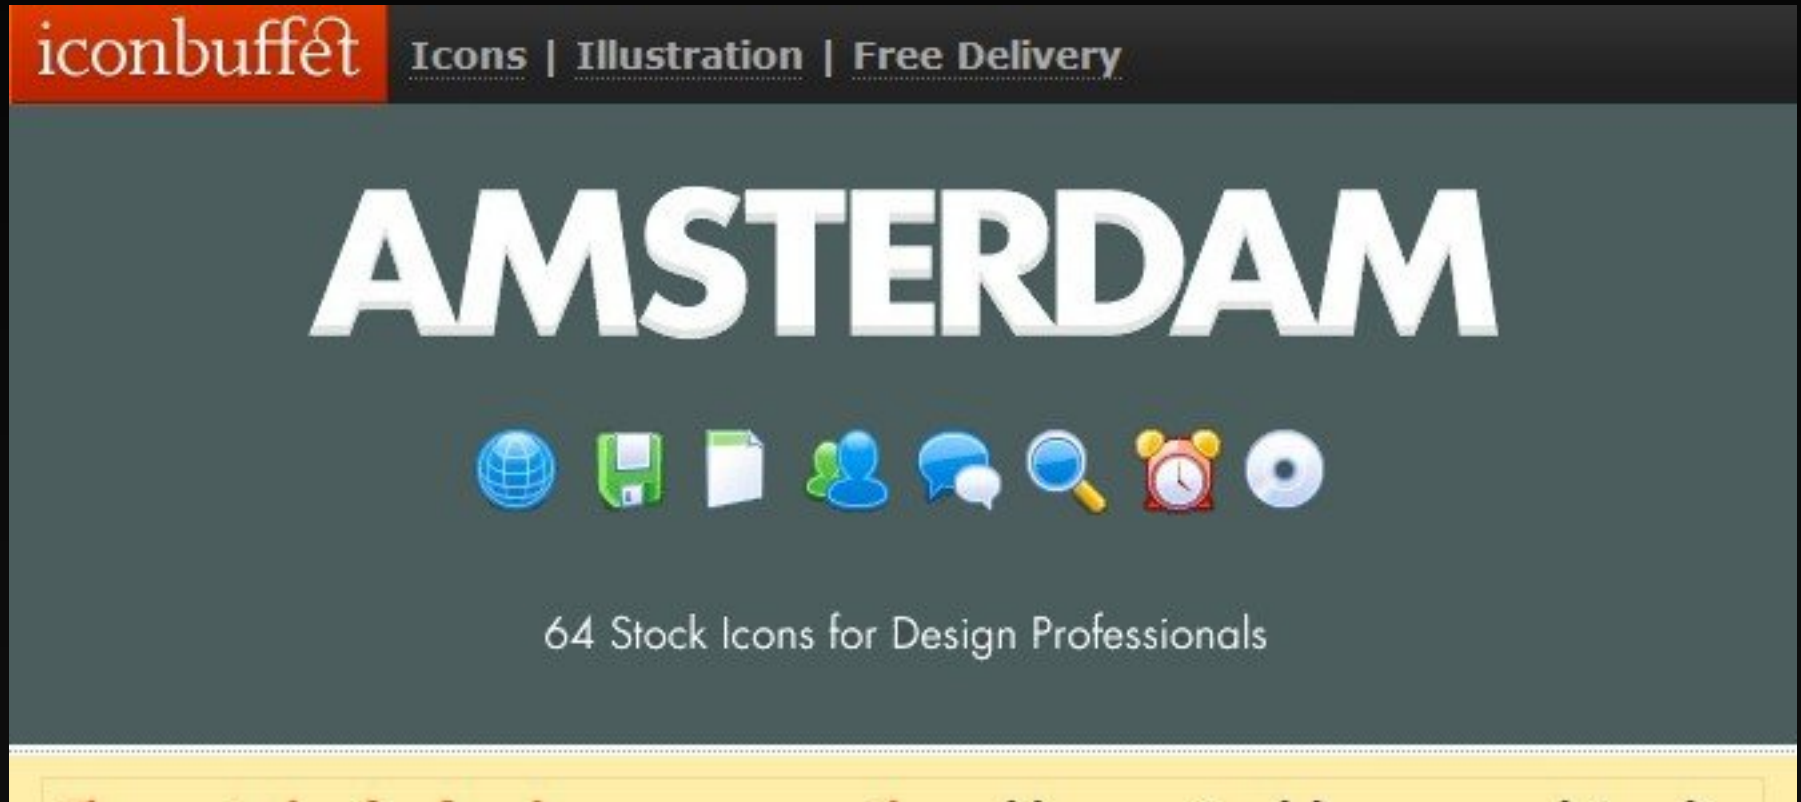 iconbuffet Icons | Illustration | Free Delivery
AMSTERDAM
64 Stock Icons for Design Professionals